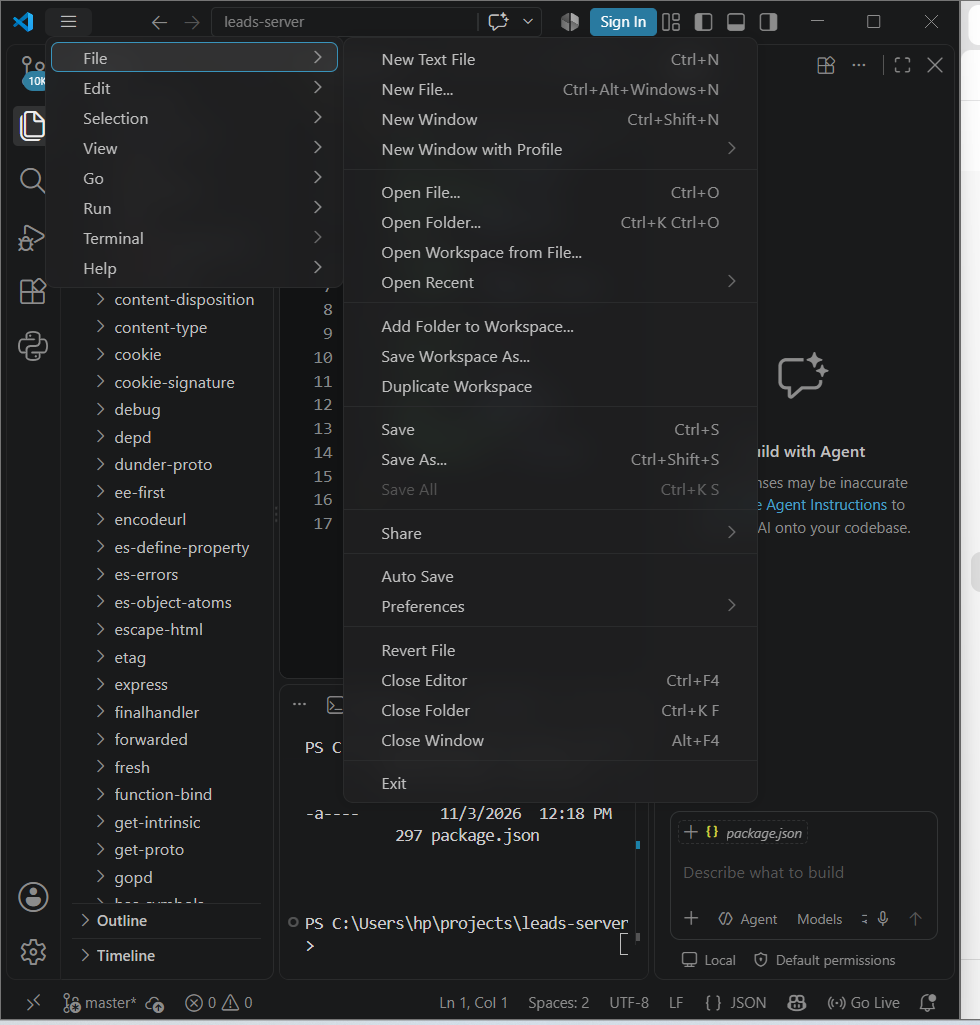 leads-server
Sign In
10K
File
Edit
Selection
View
Go
Run
Terminal
Help
New Text File Ctrl+N
New File... Ctrl+Alt+Windows+N
New Window Ctrl+Shift+N
New Window with Profile
Open File... Ctrl+O
Open Folder... Ctrl+K Ctrl+O
Open Workspace from File...
Open Recent
Add Folder to Workspace...
Save Workspace As...
Duplicate Workspace
Save Ctrl+S
Save As... Ctrl+Shift+S
Save All Ctrl+K S
Share
Auto Save
Preferences
Revert File
Close Editor Ctrl+F4
Close Folder Ctrl+K F
Close Window Alt+F4
Exit
content-disposition
content-type
cookie
cookie-signature
debug
depd
dunder-proto
ee-first
encodeurl
es-define-property
es-errors
es-object-atoms
escape-html
etag
express
finalhandler
forwarded
fresh
function-bind
get-intrinsic
get-proto
gopd
Outline
Timeline
8
9
10
11
12
13
14
15
16
17
PS C
-a---- 11/3/2026 12:18 PM
297 package.json
PS C:\Users\hp\projects\leads-server
>
uild with Agent
nses may be inaccurate
e Agent Instructions to
AI onto your codebase.
{} package.json
Describe what to build
Agent Models
Local Default permissions
master* 0 0 Ln 1, Col 1 Spaces: 2 UTF-8 LF {} JSON Go Live